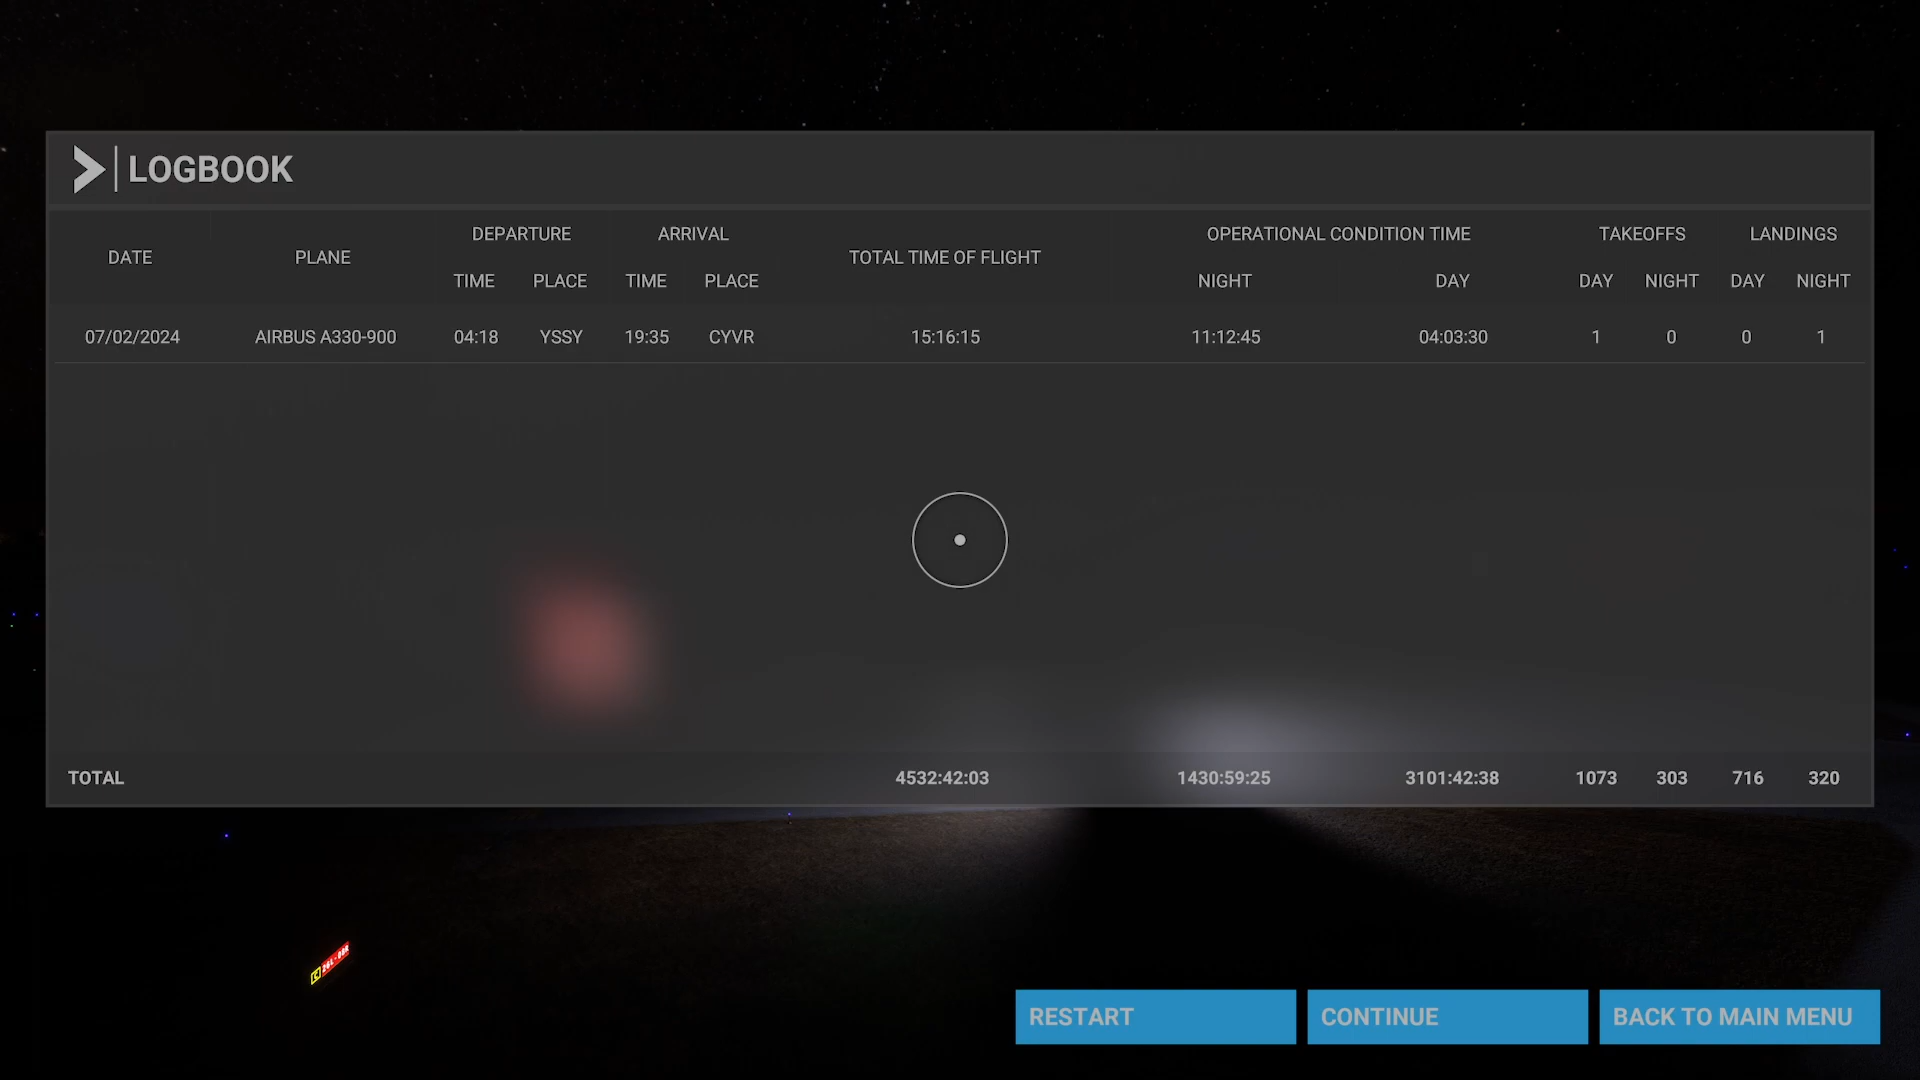 LOGBOOK
DATE PLANE DEPARTURE ARRIVAL TOTAL TIME OF FLIGHT OPERATIONAL CONDITION TIME TAKEOFFS LANDINGS
TIME PLACE TIME PLACE NIGHT DAY DAY NIGHT DAY NIGHT
07/02/2024 AIRBUS A330-900 04:18 YSSY 19:35 CYVR 15:16:15 11:12:45 04:03:30 1 0 0 1
TOTAL 4532:42:03 1430:59:25 3101:42:38 1073 303 716 320
RESTART CONTINUE BACK TO MAIN MENU